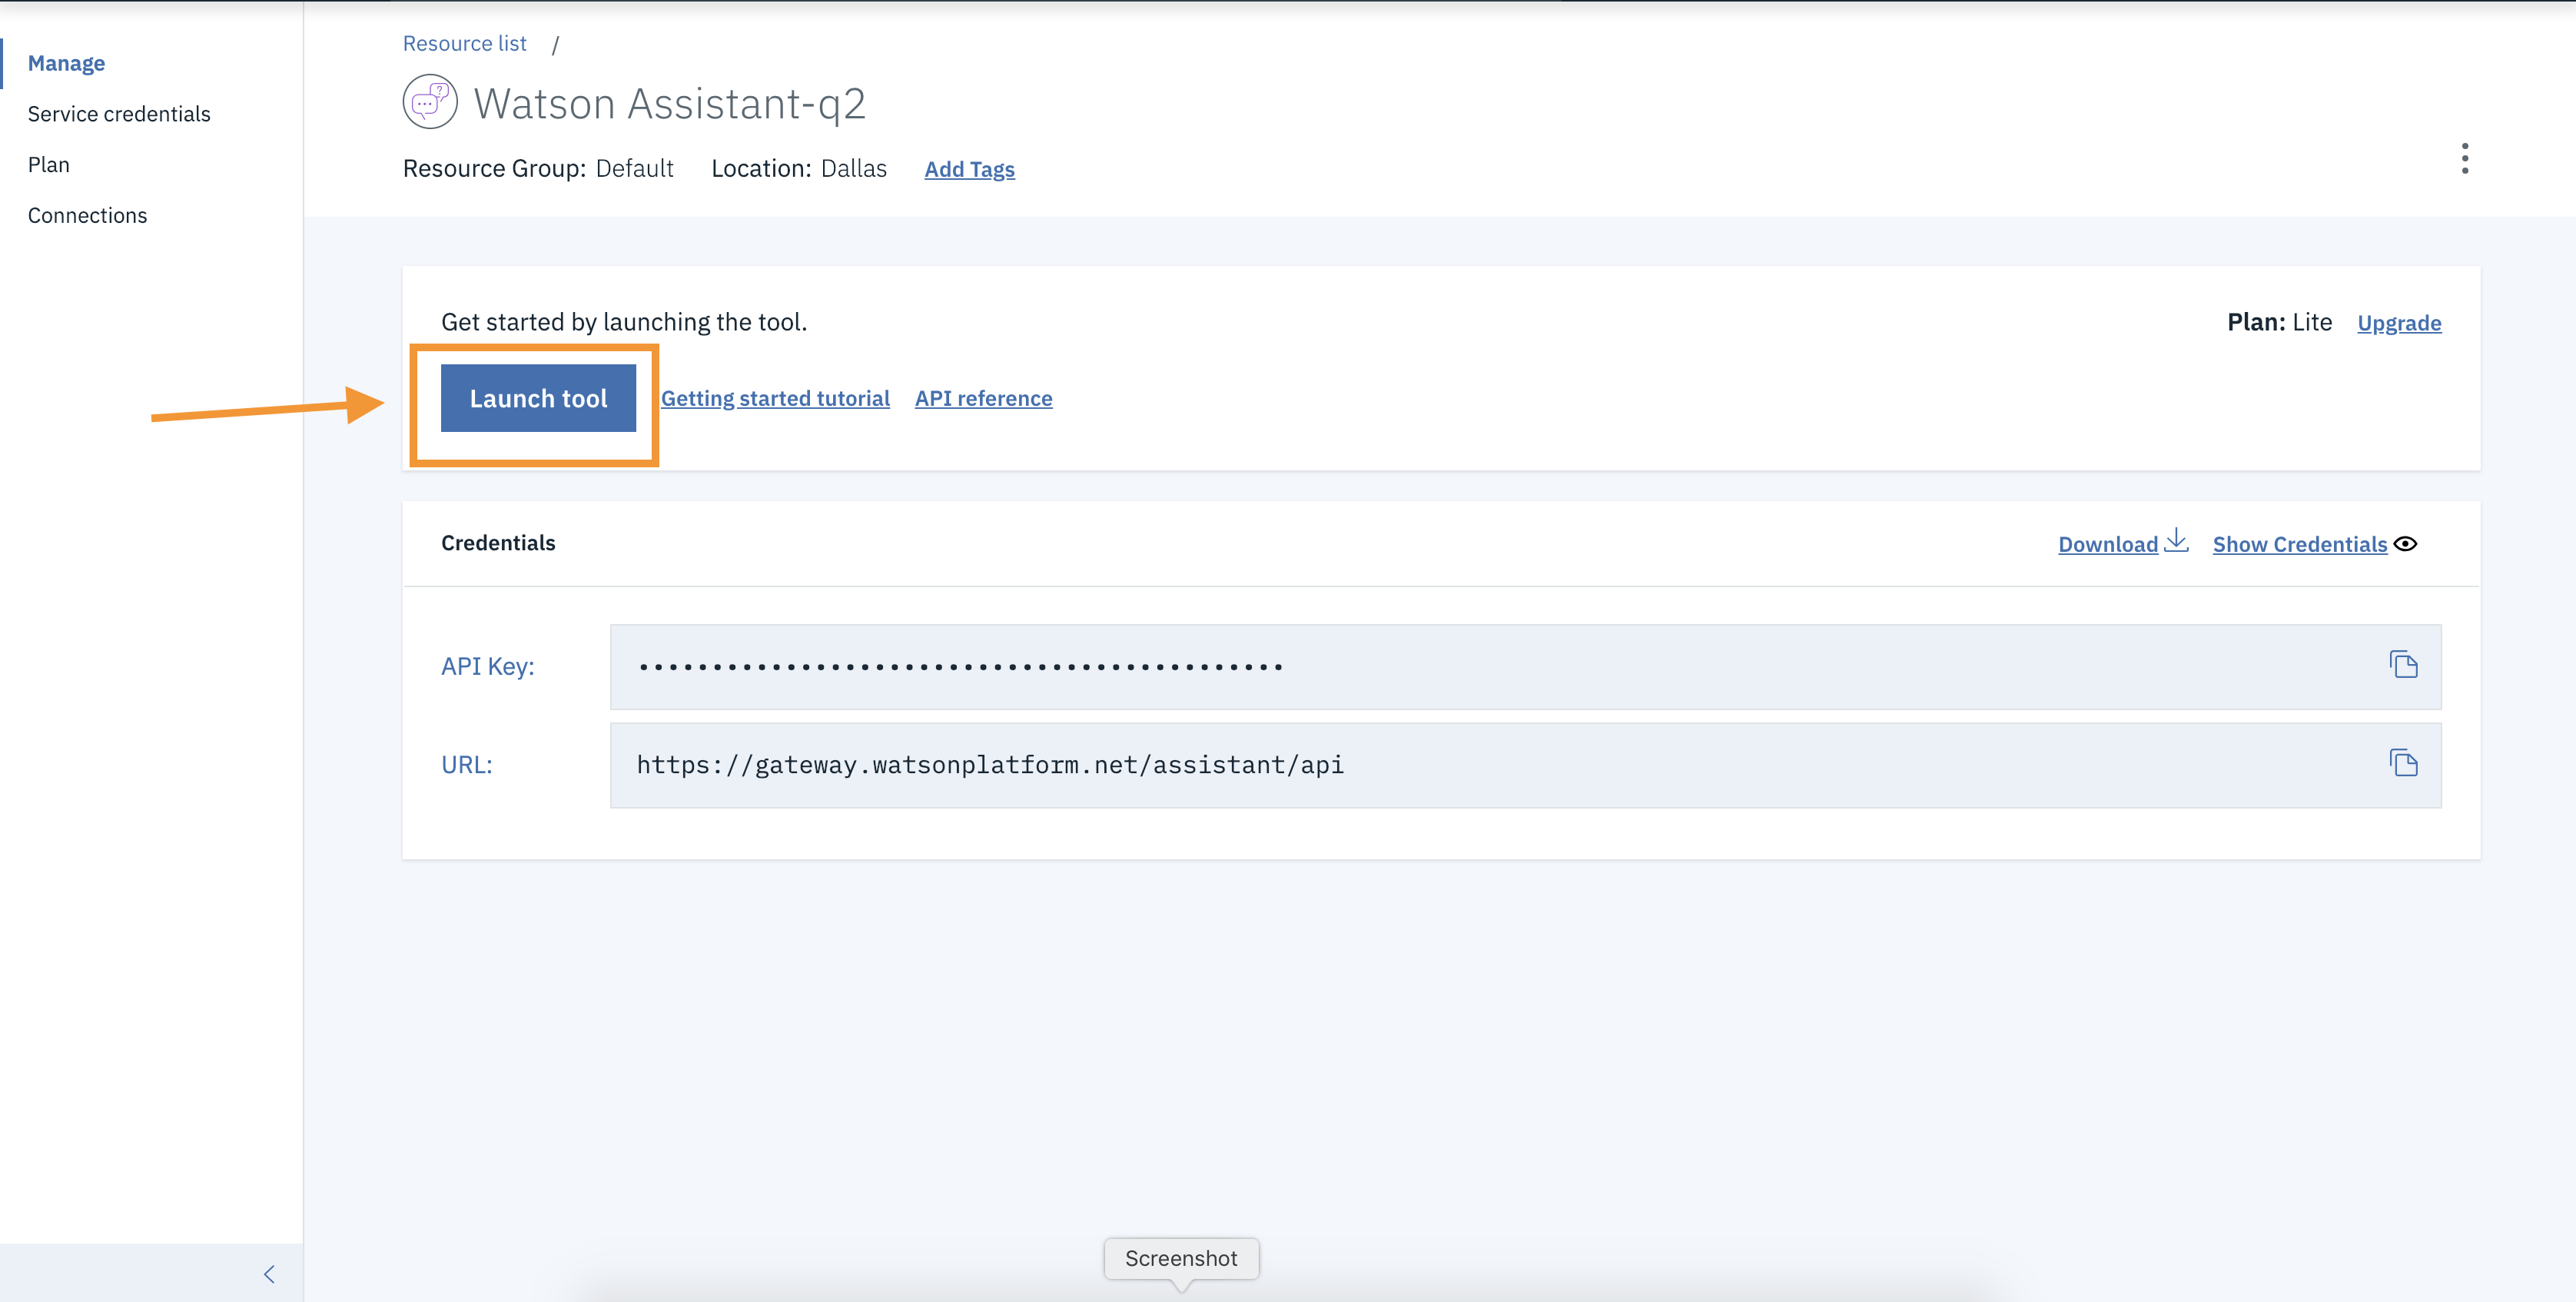 Manage
Service credentials
Plan
Connections
Resource list /
Watson Assistant-q2
Resource Group: Default Location: Dallas Add Tags
Get started by launching the tool.
Plan: Lite Upgrade
Launch tool Getting started tutorial API reference
Credentials
Download Show Credentials
API Key: ••••••••••••••••••••••••••••••••••••••••••••
URL: https://gateway.watsonplatform.net/assistant/api
Screenshot